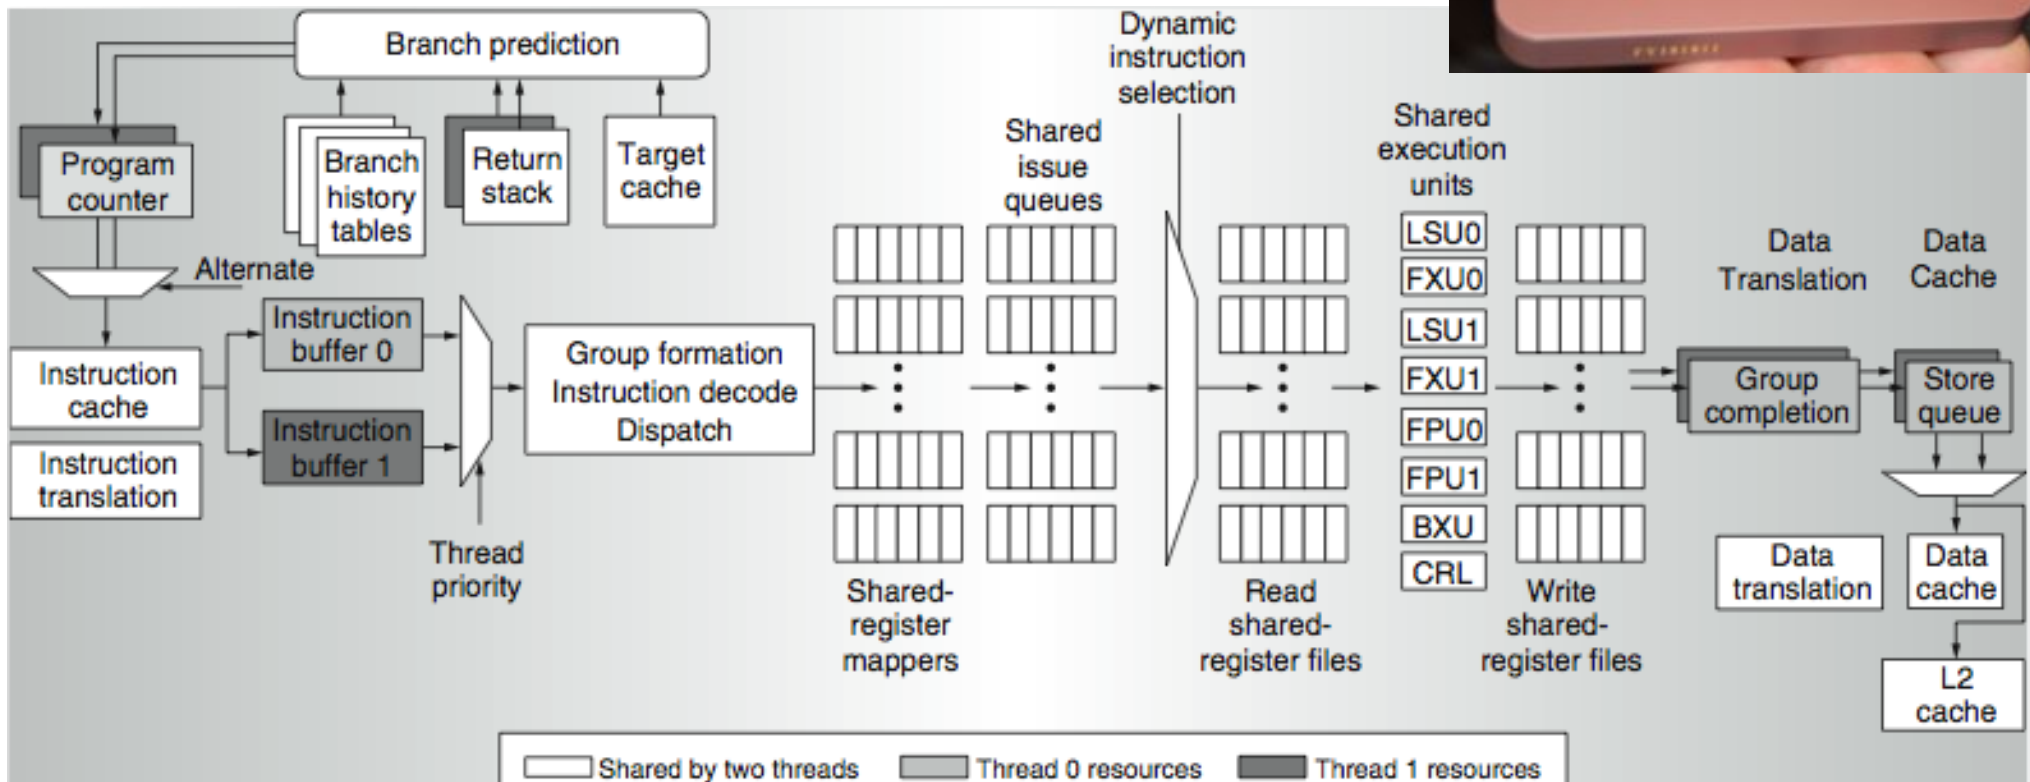 Branch prediction
Dynamic
instruction
selection
Program
counter
Branch
history
tables
Return
stack
Target
cache
Shared
issue
queues
Shared
execution
units
Alternate
Instruction
buffer 0
Instruction
cache
Instruction
buffer 1
Instruction
translation
Thread
priority
Group formation
Instruction decode
Dispatch
Shared-
register
mappers
Read
shared-
register files
LSU0
FXU0
LSU1
FXU1
FPU0
FPU1
BXU
CRL
Write
shared-
register files
Data
Translation
Data
Cache
Group
completion
Store
queue
Data
translation
Data
cache
L2
cache
Shared by two threads
Thread 0 resources
Thread 1 resources